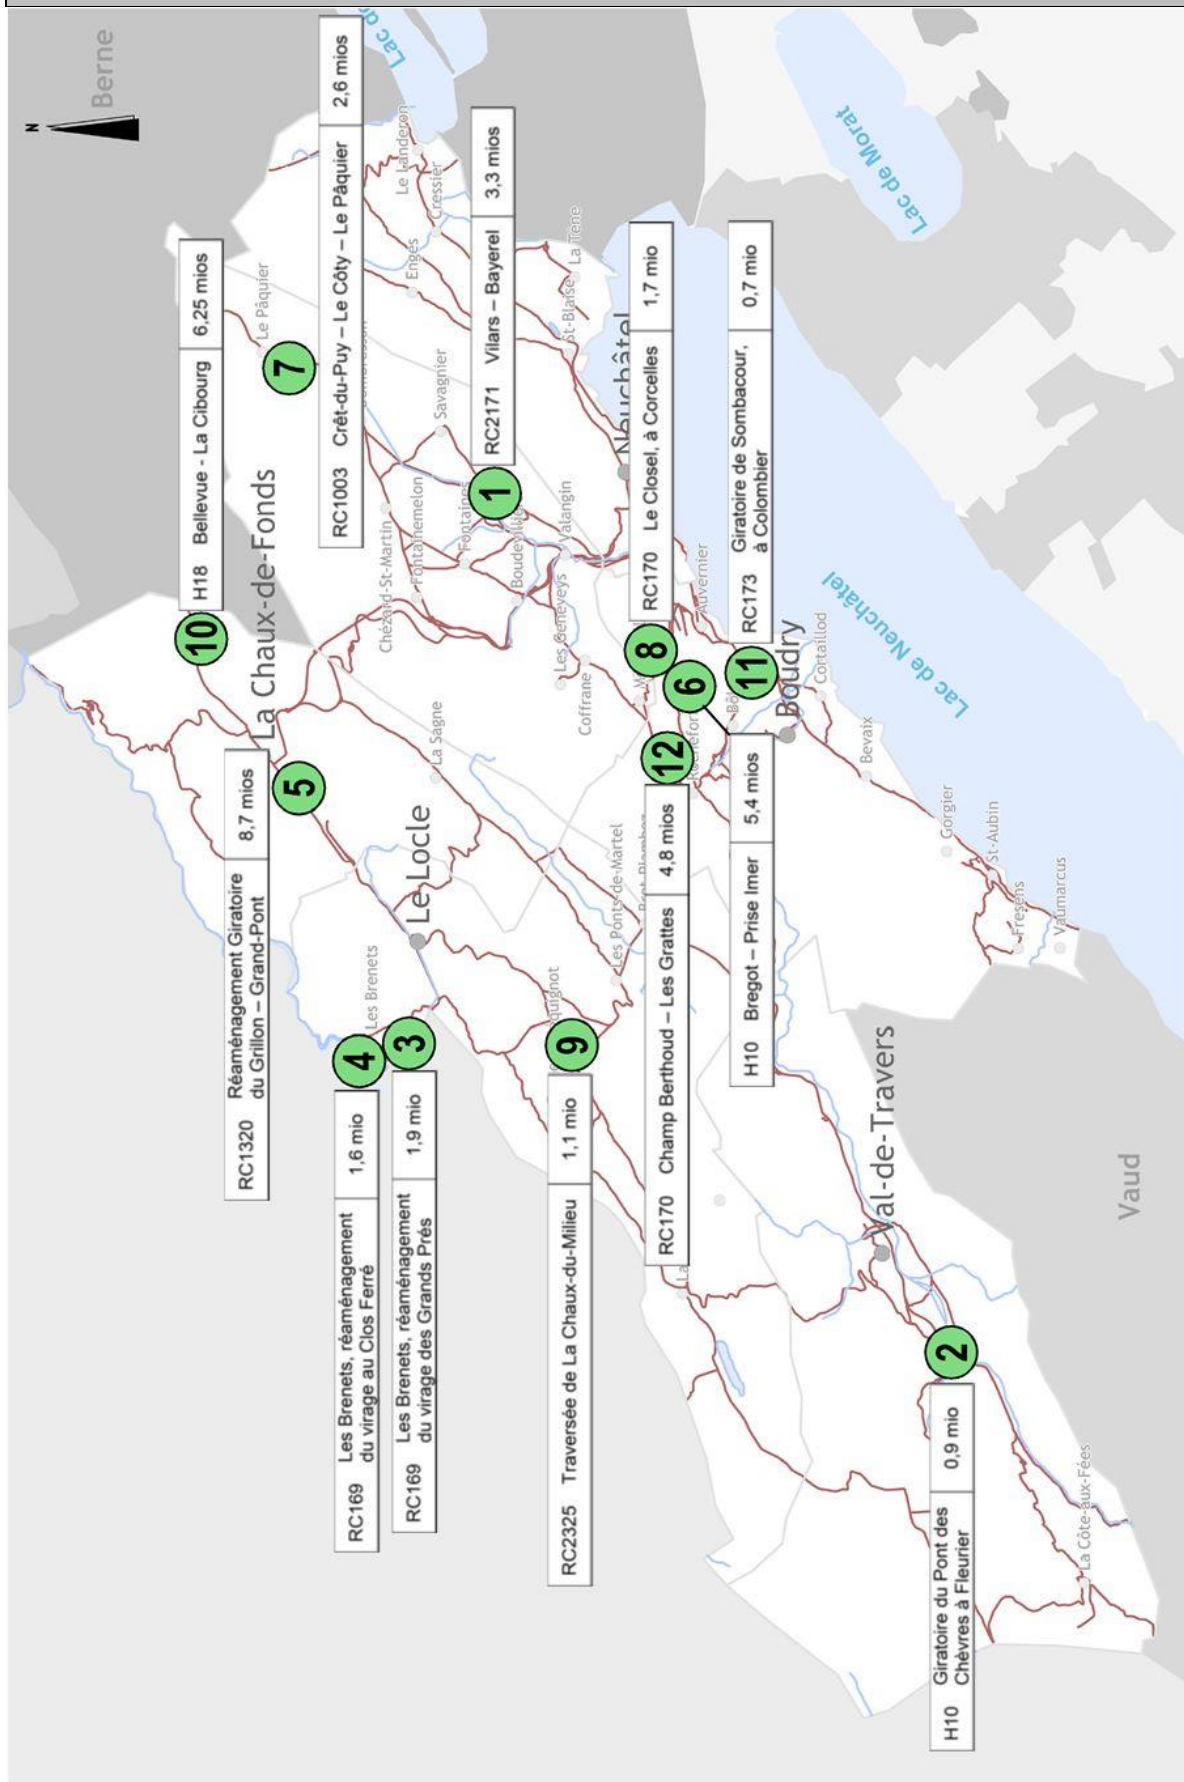 Berne
N
Lac de
10
H18 Bellevue - La Cibourg 6,25 mios
Le Pâquier
7
RC1003 Crêt-du-Puy – Le Côty – Le Pâquier 2,6 mios
Le Landeron
Cressier
Enges
La Chaux-de-Fonds
5
RC1320 Réaménagement Giratoire
du Grillon – Grand-Pont
8,7 mios
Chézard-St-Martin
Savagnier
Fontainemelon
Fontaines
1
RC2171 Vilars – Bayerel 3,3 mios
Boudevilliers
Valangin
La Tène
St-Blaise
Neuchâtel
Les Geneveys
Coffrane
La Sagne
Le Locle
Les Brenets
4
RC169 Les Brenets, réaménagement
du virage au Clos Ferré
1,6 mio
3
RC169 Les Brenets, réaménagement
du virage des Grands Prés
1,9 mio
9
RC2325 Traversée de La Chaux-du-Milieu 1,1 mio
Les Ponts-de-Martel
8
RC170 Le Closel, à Corcelles 1,7 mio
6
H10 Bregot – Prise Imer 5,4 mios
12
RC170 Champ Berthoud – Les Grattes 4,8 mios
Auvernier
11
RC173 Giratoire de Sombacour,
à Colombier
0,7 mio
Boudry
Cortaillod
Bevaix
Gorgier
St-Aubin
Fresens
Vaumarcus
Lac de Morat
Lac de Neuchâtel
Val-de-Travers
2
H10 Giratoire du Pont des
Chèvres à Fleurier
0,9 mio
La Côte-aux-Fées
Vaud